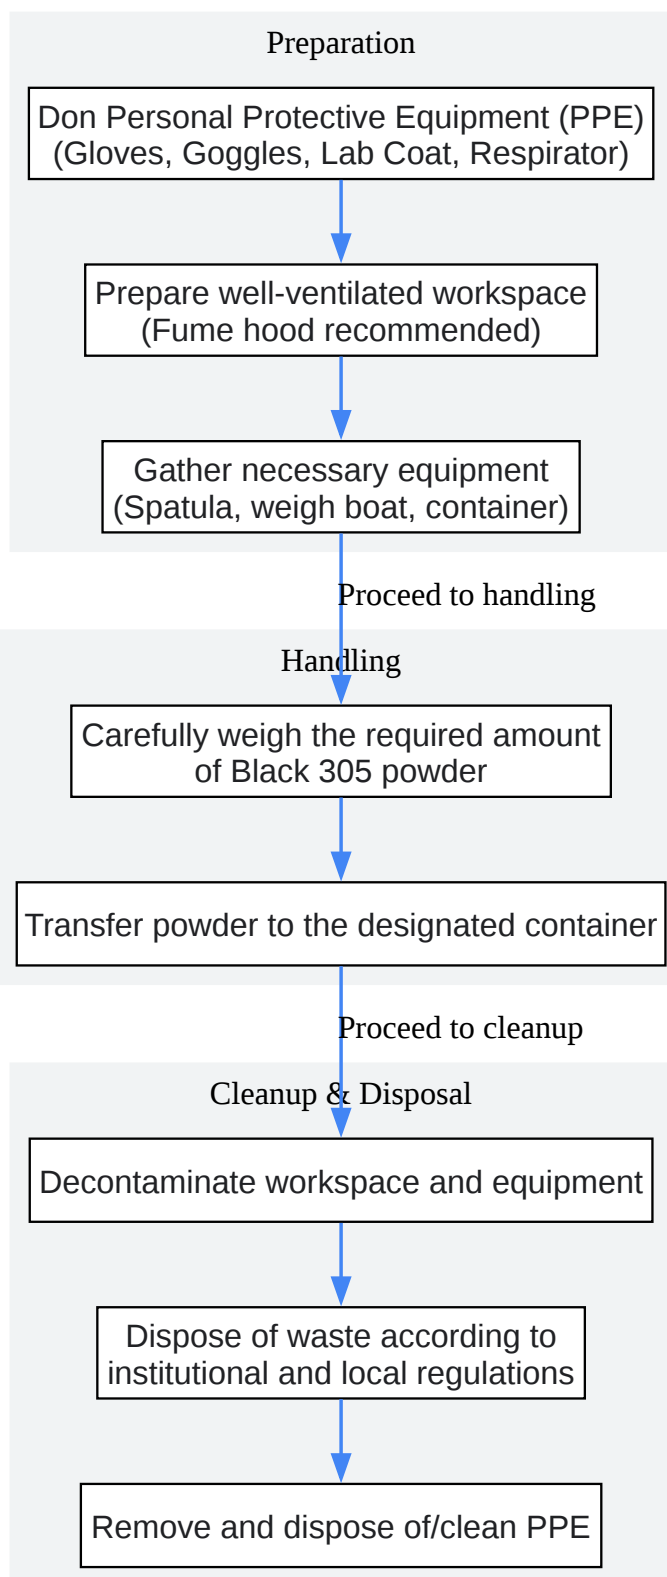 Preparation
Don Personal Protective Equipment (PPE)
(Gloves, Goggles, Lab Coat, Respirator)
Prepare well-ventilated workspace
(Fume hood recommended)
Gather necessary equipment
(Spatula, weigh boat, container)
Proceed to handling
Handling
Carefully weigh the required amount
of Black 305 powder
Transfer powder to the designated container
Proceed to cleanup
Cleanup & Disposal
Decontaminate workspace and equipment
Dispose of waste according to
institutional and local regulations
Remove and dispose of/clean PPE